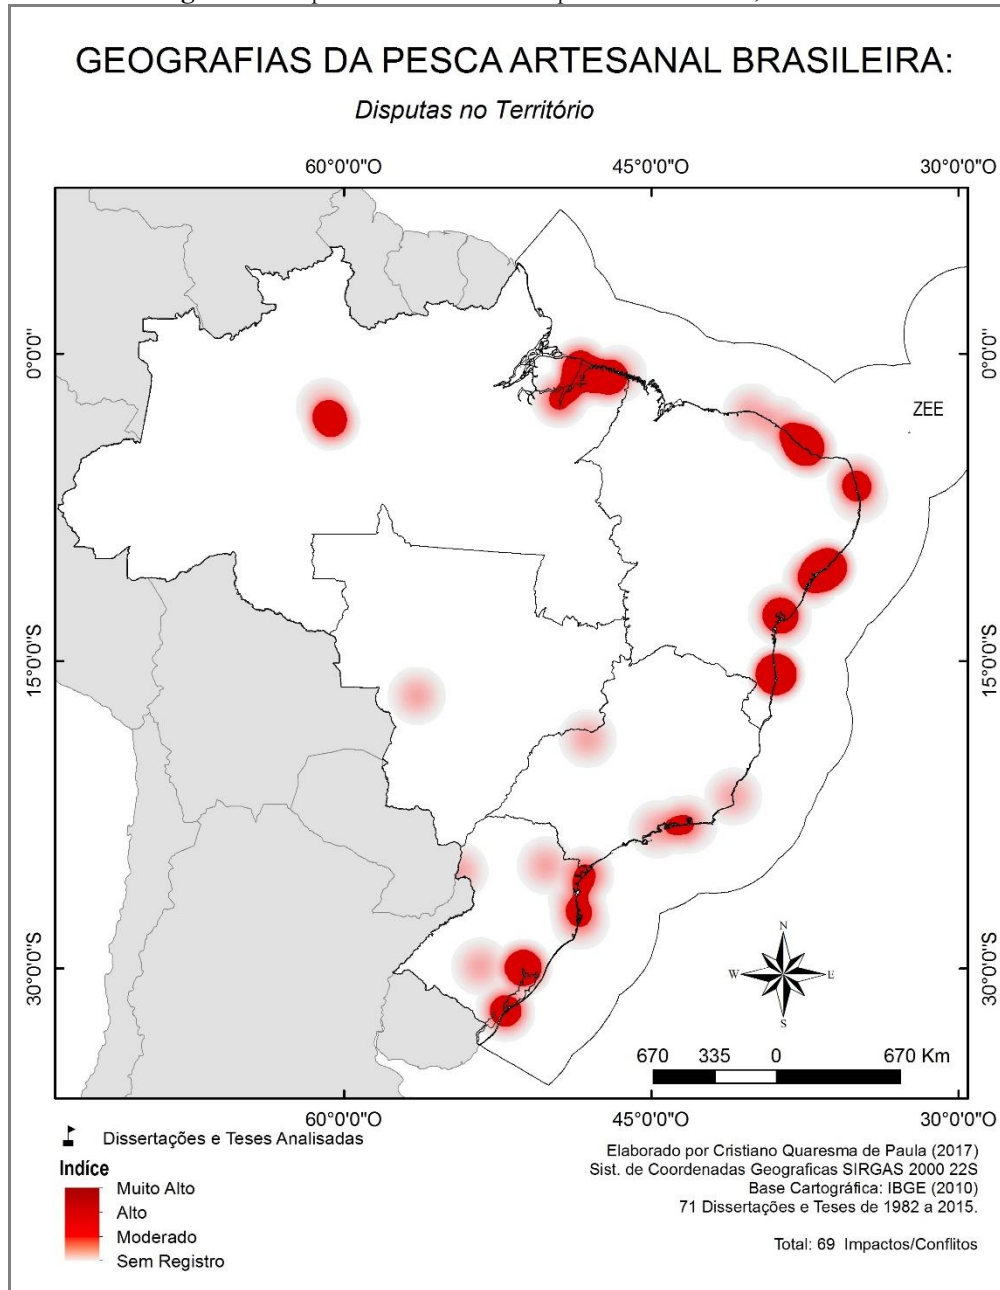 GEOGRAFIAS DA PESCA ARTESANAL BRASILEIRA:
Disputas no Território
60°0'0"O 45°0'0"O 30°0'0"O
0°0'0" 0°0'0"
ZEE
15°0'0"S 15°0'0"S
30°0'0"S 30°0'0"S
N
W E
S
670 335 0 670 Km
60°0'0"O 45°0'0"O 30°0'0"O
Dissertações e Teses Analisadas
Indíce
Muito Alto
Alto
Moderado
Sem Registro
Elaborado por Cristiano Quaresma de Paula (2017)
Sist. de Coordenadas Geograficas SIRGAS 2000 22S
Base Cartográfica: IBGE (2010)
71 Dissertações e Teses de 1982 a 2015.
Total: 69 Impactos/Conflitos